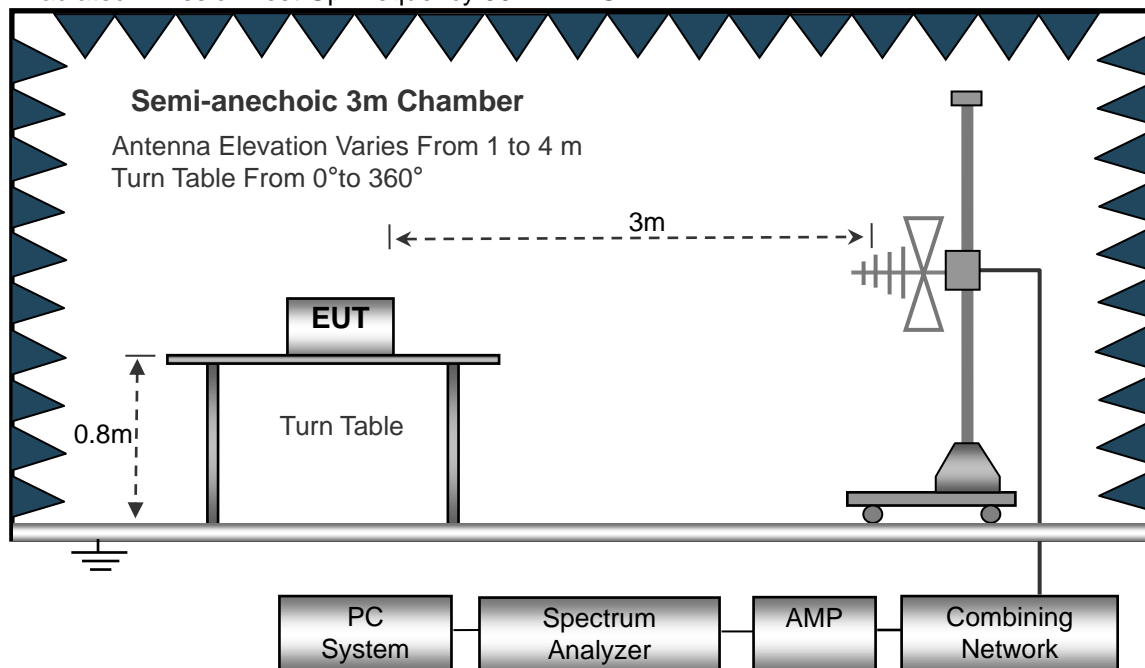 Semi-anechoic 3m Chamber
Antenna Elevation Varies From 1 to 4 m
Turn Table From 0°to 360°
3m
EUT
0.8m
Turn Table
PC
System
Spectrum
Analyzer
AMP
Combining
Network